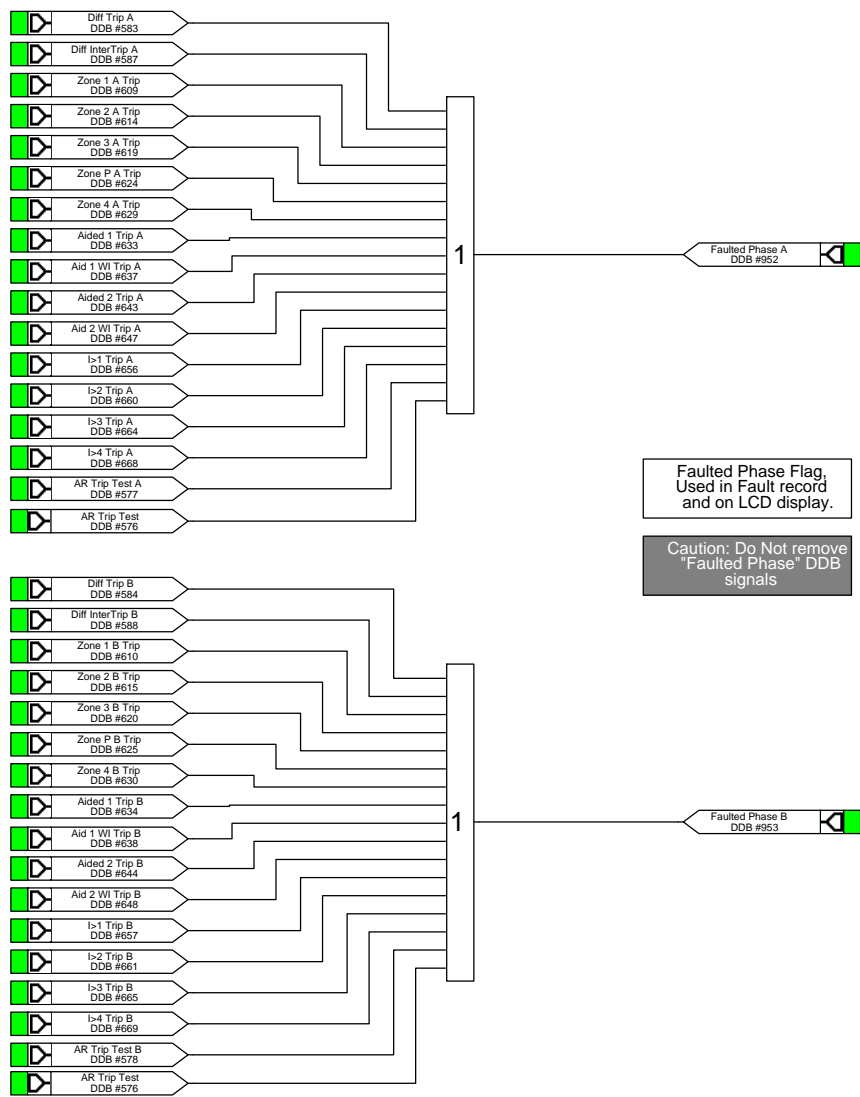 Diff Trip A
DDB #583
Diff InterTrip A
DDB #587
Zone 1 A Trip
DDB #609
Zone 2 A Trip
DDB #614
Zone 3 A Trip
DDB #619
Zone P A Trip
DDB #624
Zone 4 A Trip
DDB #629
Aided 1 Trip A
DDB #633
Aid 1 WI Trip A
DDB #637
Aided 2 Trip A
DDB #643
Aid 2 WI Trip A
DDB #647
I>1 Trip A
DDB #656
I>2 Trip A
DDB #660
I>3 Trip A
DDB #664
I>4 Trip A
DDB #668
AR Trip Test A
DDB #577
AR Trip Test
DDB #576
1
Faulted Phase A
DDB #952
Faulted Phase Flag,
Used in Fault record
and on LCD display.
Caution: Do Not remove
"Faulted Phase" DDB
signals
Diff Trip B
DDB #584
Diff InterTrip B
DDB #588
Zone 1 B Trip
DDB #610
Zone 2 B Trip
DDB #615
Zone 3 B Trip
DDB #620
Zone P B Trip
DDB #625
Zone 4 B Trip
DDB #630
Aided 1 Trip B
DDB #634
Aid 1 WI Trip B
DDB #638
Aided 2 Trip B
DDB #644
Aid 2 WI Trip B
DDB #648
I>1 Trip B
DDB #657
I>2 Trip B
DDB #661
I>3 Trip B
DDB #665
I>4 Trip B
DDB #669
AR Trip Test B
DDB #578
AR Trip Test
DDB #576
1
Faulted Phase B
DDB #953